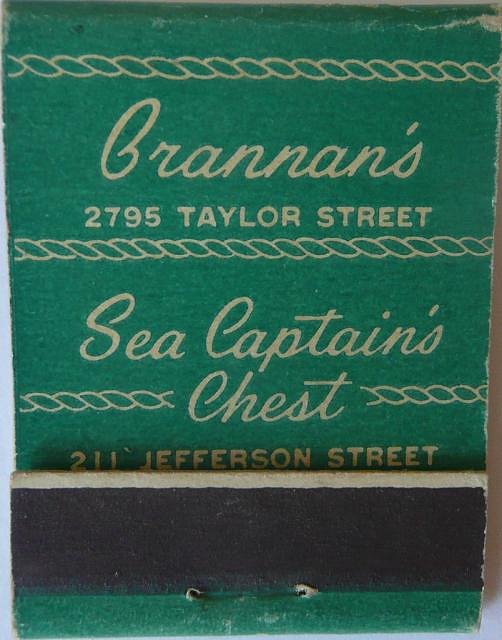 Brannan's
2795 TAYLOR STREET
Sea Captain's
Chest
211 JEFFERSON STREET